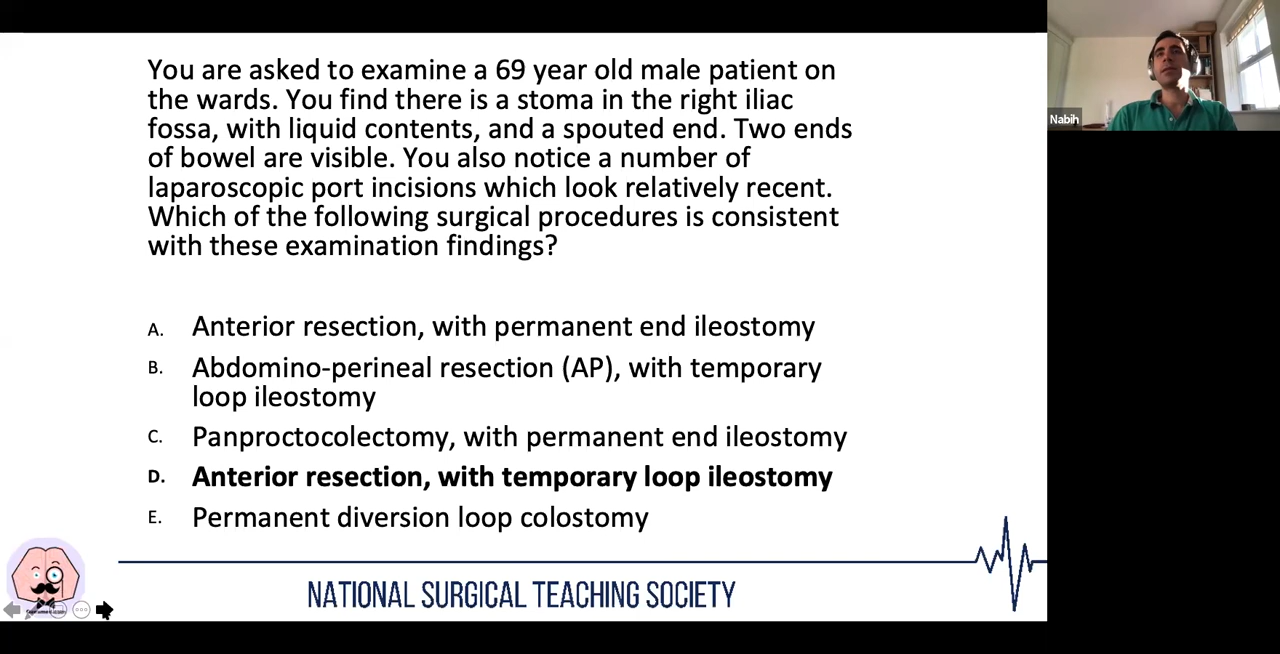 You are asked to examine a 69 year old male patient on
the wards. You find there is a stoma in the right iliac
fossa, with liquid contents, and a spouted end. Two ends
of bowel are visible. You also notice a number of
laparoscopic port incisions which look relatively recent.
Which of the following surgical procedures is consistent
with these examination findings?
Nabih
A. Anterior resection, with permanent end ileostomy
B. Abdomino-perineal resection (AP), with temporary
loop ileostomy
C. Panproctocolectomy, with permanent end ileostomy
D. Anterior resection, with temporary loop ileostomy
E. Permanent diversion loop colostomy
NATIONAL SURGICAL TEACHING SOCIETY